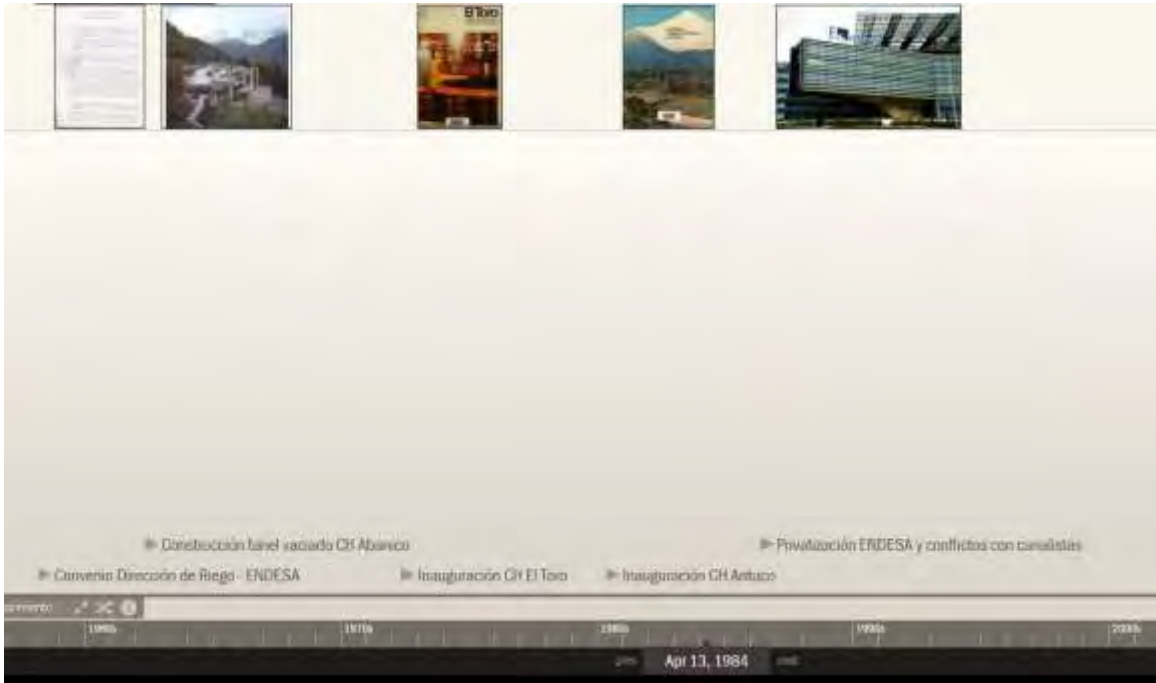 El Toro
Construcción tunel vaciado CH Abanico
Privatización ENDESA y conflictos con canalistas
Convenio Dirección de Riego - ENDESA
Inauguración CH El Toro
Inauguración CH Antuco
1960s
1970s
1980s
1990s
2000s
Apr 13, 1984